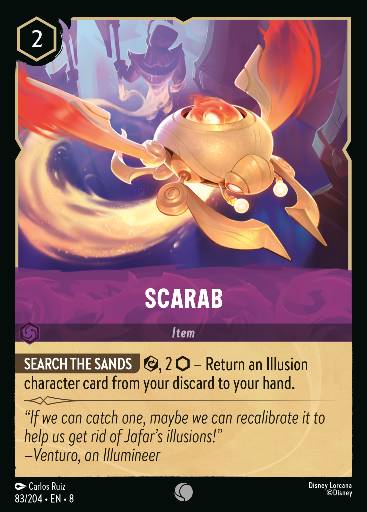 2
SCARAB
Item
SEARCH THE SANDS , 2 – Return an Illusion
character card from your discard to your hand.
“If we can catch one, maybe we can recalibrate it to
help us get rid of Jafar’s illusions!”
–Venturo, an Illumineer
Carlos Ruiz
Disney Lorcana
83/204 • EN • 8
©Disney